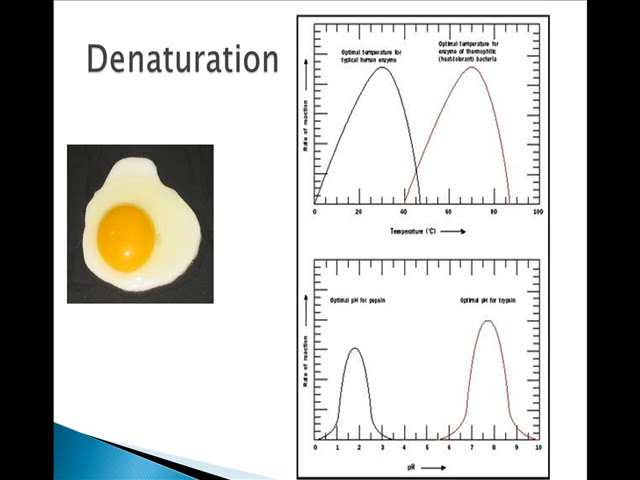 Denaturation
Optimal temperature for
typical human enzyme
Optimal temperature for
enzyme of thermophilic
(heat-tolerant) bacteria
Rate of reaction
0 20 40 60 80 100
Temperature (°C)
Optimal pH for pepsin
Optimal pH for trypsin
Rate of reaction
0 1 2 3 4 5 6 7 8 9 10
pH